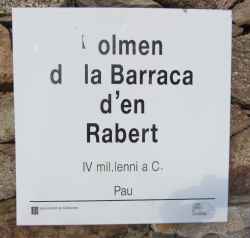 olmen
d la Barraca
d'en
Rabert
IV mil.lenni a C.
Pau